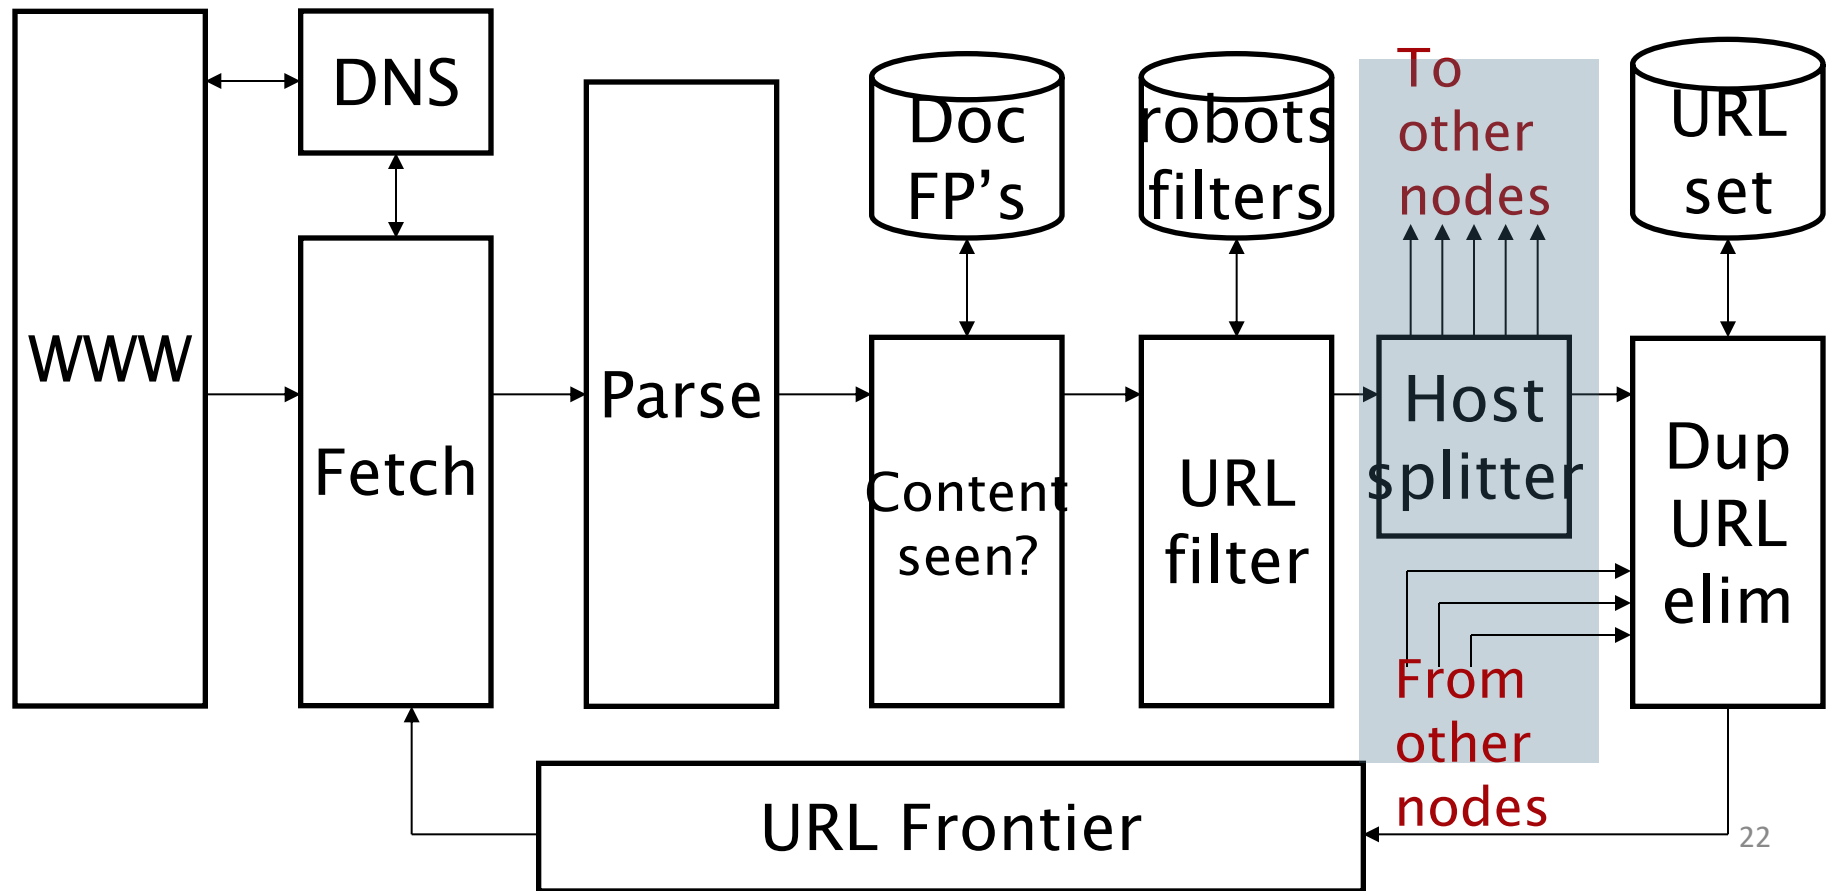 WWW
DNS
Fetch
Parse
Doc
FP's
Content
seen?
robots
filters
URL
filter
To
other
nodes
Host
splitter
From
other
nodes
URL
set
Dup
URL
elim
URL Frontier
22